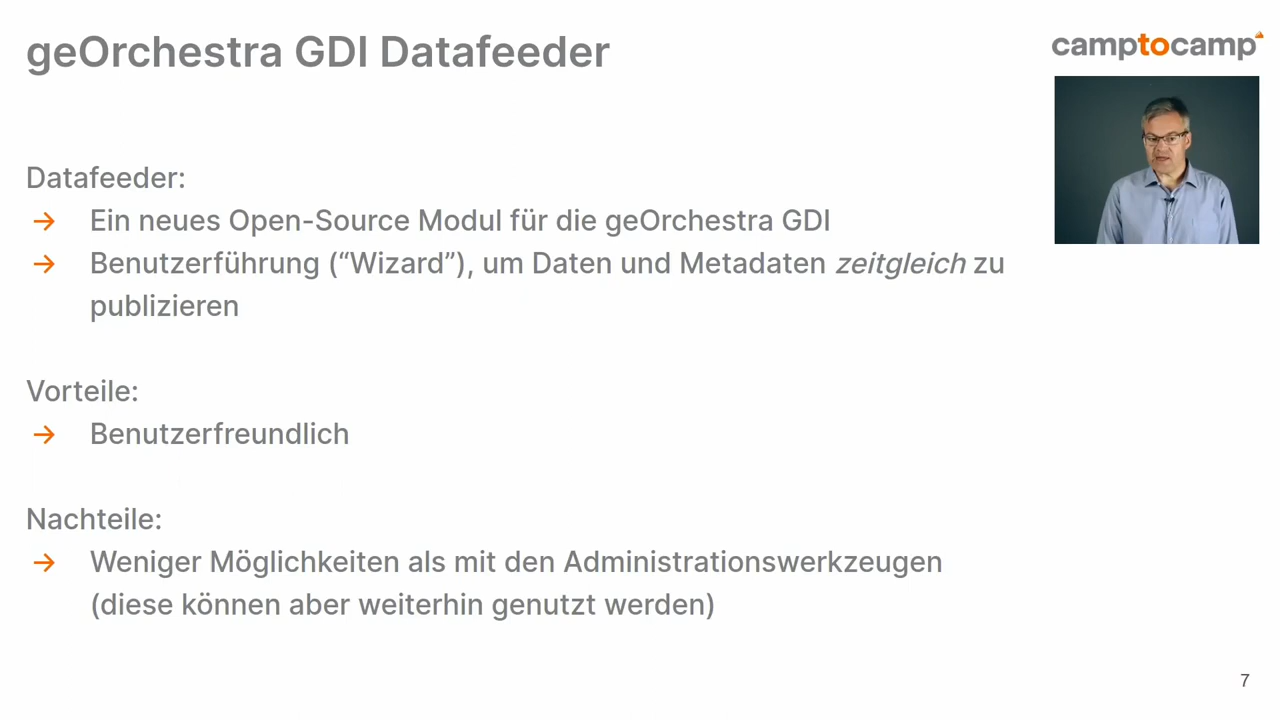 geOrchestra GDI Datafeeder
camptocamp
Datafeeder:
→ Ein neues Open-Source Modul für die geOrchestra GDI
→ Benutzerführung (“Wizard”), um Daten und Metadaten zeitgleich zu
publizieren
Vorteile:
→ Benutzerfreundlich
Nachteile:
→ Weniger Möglichkeiten als mit den Administrationswerkzeugen
(diese können aber weiterhin genutzt werden)
7